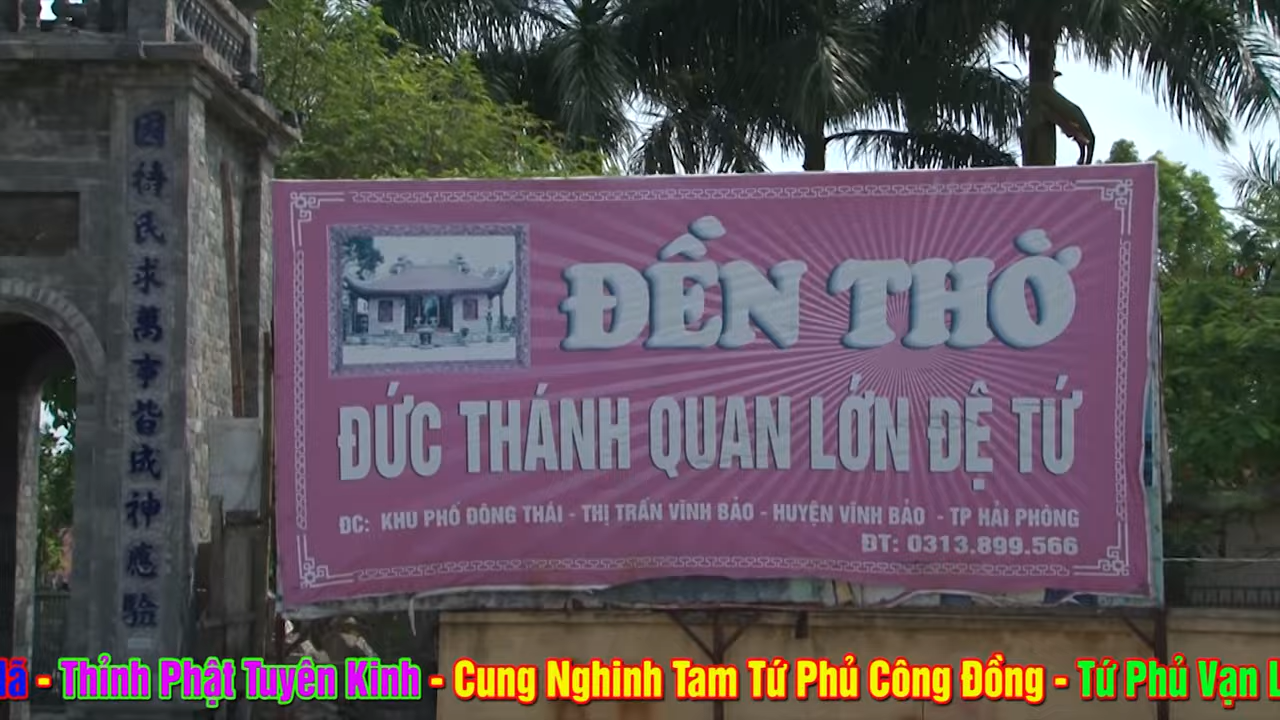 因待民求萬事皆成神應驗
ĐỀN THỜ
ĐỨC THÁNH QUAN LỚN ĐỆ TỨ
ĐC: KHU PHỐ ĐÔNG THÁI - THỊ TRẤN VĨNH BẢO - HUYỆN VĨNH BẢO - TP HẢI PHÒNG
ĐT: 0313.899.566
- Thỉnh Phật Tuyên Kinh - Cung Nghinh Tam Tứ Phủ Công Đồng - Tứ Phủ Vạn L